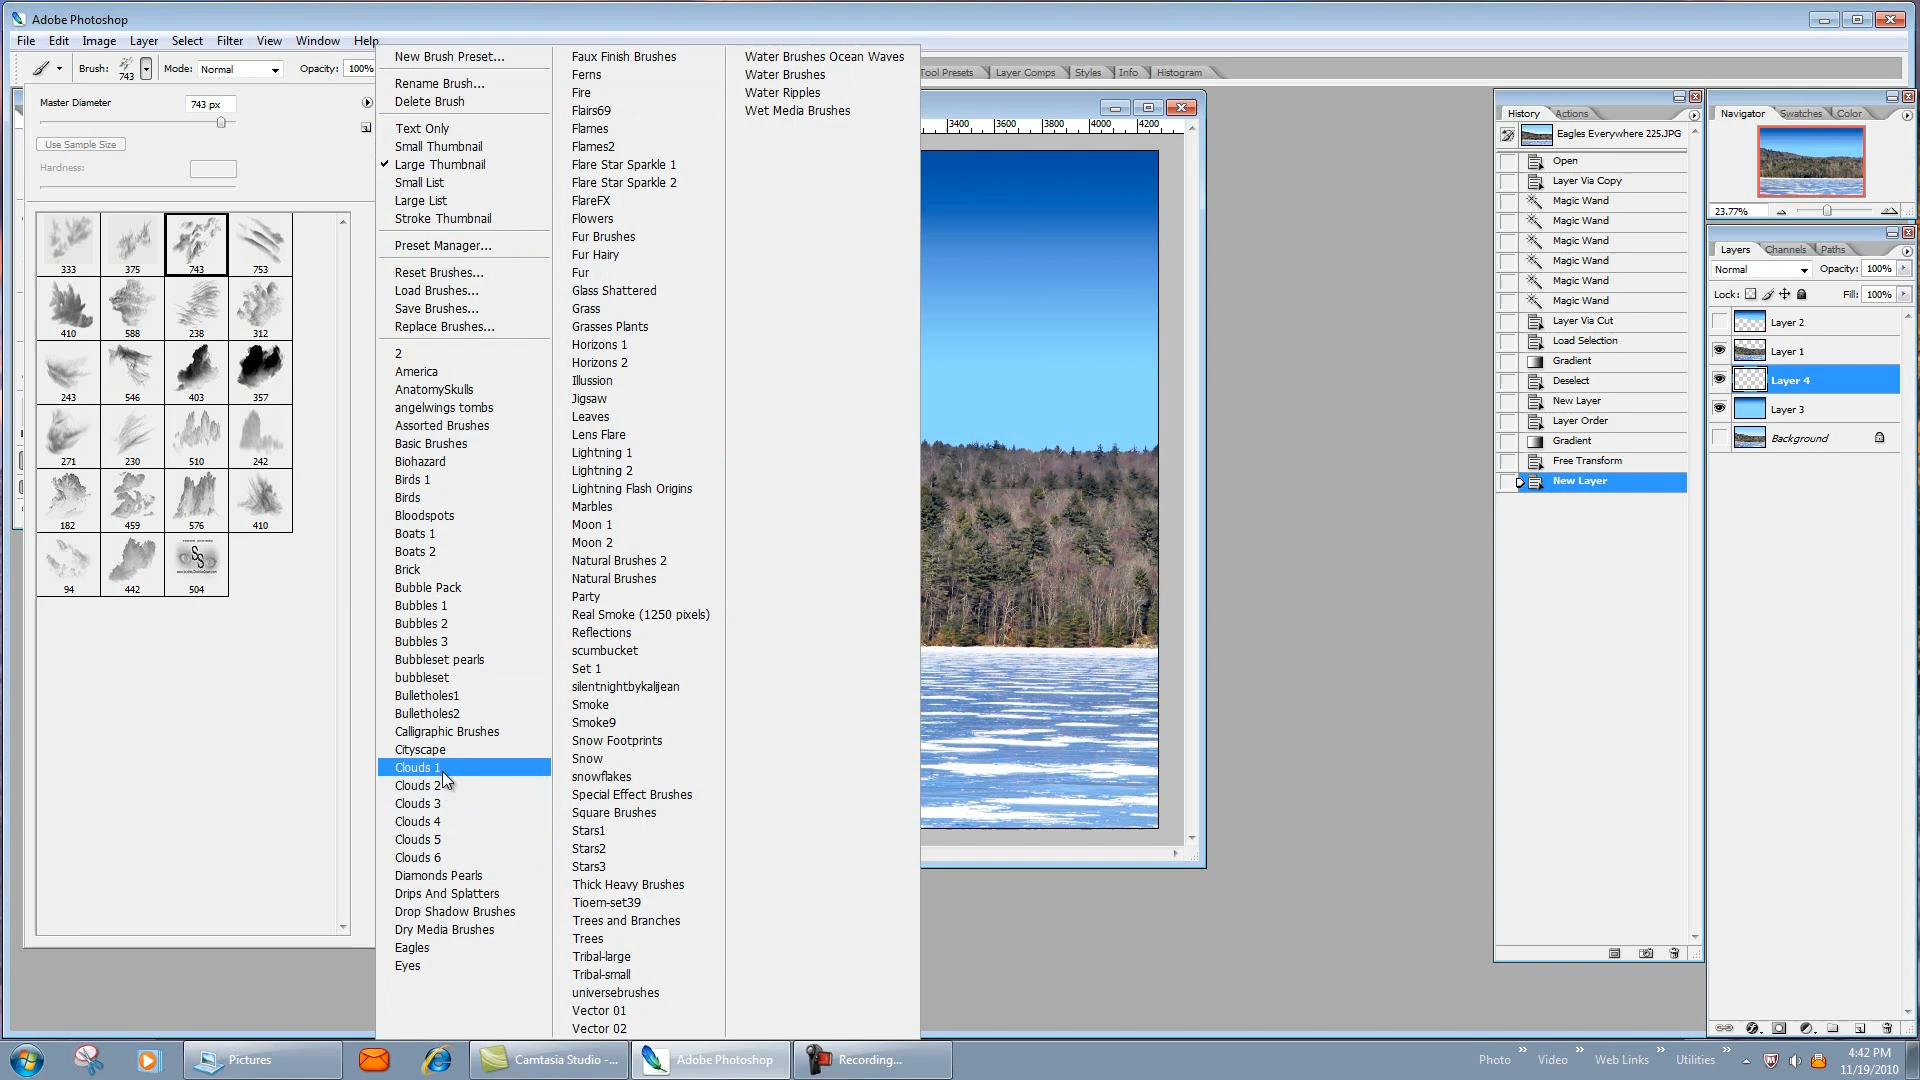 Adobe Photoshop
File Edit Image Layer Select Filter View Window Help
Brush: 743 Mode: Normal Opacity: 100%
Tool Presets Layer Comps Styles Info Histogram
Master Diameter 743 px
Use Sample Size
Hardness:
333 375 743 753
410 588 238 312
243 546 403 357
271 230 510 242
182 459 576 410
94 442 504
New Brush Preset...
Rename Brush...
Delete Brush
Text Only
Small Thumbnail
Large Thumbnail
Small List
Large List
Stroke Thumbnail
Preset Manager...
Reset Brushes...
Load Brushes...
Save Brushes...
Replace Brushes...
2
America
AnatomySkulls
angelwings tombs
Assorted Brushes
Basic Brushes
Biohazard
Birds 1
Birds
Bloodspots
Boats 1
Boats 2
Brick
Bubble Pack
Bubbles 1
Bubbles 2
Bubbles 3
Bubbleset pearls
bubbleset
Bulletholes1
Bulletholes2
Calligraphic Brushes
Cityscape
Clouds 1
Clouds 2
Clouds 3
Clouds 4
Clouds 5
Clouds 6
Diamonds Pearls
Drips And Splatters
Drop Shadow Brushes
Dry Media Brushes
Eagles
Eyes
Faux Finish Brushes
Ferns
Fire
Flairs69
Flames
Flames2
Flare Star Sparkle 1
Flare Star Sparkle 2
FlareFX
Flowers
Fur Brushes
Fur Hairy
Fur
Glass Shattered
Grass
Grasses Plants
Horizons 1
Horizons 2
Illusion
Jigsaw
Leaves
Lens Flare
Lightning 1
Lightning 2
Lightning Flash Origins
Marbles
Moon 1
Moon 2
Natural Brushes 2
Natural Brushes
Party
Real Smoke (1250 pixels)
Reflections
scumbucket
Set 1
silentnightbykalijean
Smoke
Smoke9
Snow Footprints
Snow
snowflakes
Special Effect Brushes
Square Brushes
Stars1
Stars2
Stars3
Thick Heavy Brushes
Tioem-set39
Trees and Branches
Trees
Tribal-large
Tribal-small
universebrushes
Vector 01
Vector 02
Water Brushes Ocean Waves
Water Brushes
Water Ripples
Wet Media Brushes
3400 3600 3800 4000 4200
History Actions
Eagles Everywhere 225.JPG
Open
Layer Via Copy
Magic Wand
Magic Wand
Magic Wand
Magic Wand
Magic Wand
Magic Wand
Layer Via Cut
Load Selection
Gradient
Deselect
New Layer
Layer Order
Gradient
Free Transform
New Layer
Navigator Swatches Color
23.77%
Layers Channels Paths
Normal Opacity: 100%
Lock: Fill: 100%
Layer 2
Layer 1
Layer 4
Layer 3
Background
Pictures Camtasia Studio -... Adobe Photoshop Recording...
Photo » Video » Web Links » Utilities »
4:42 PM
11/19/2010